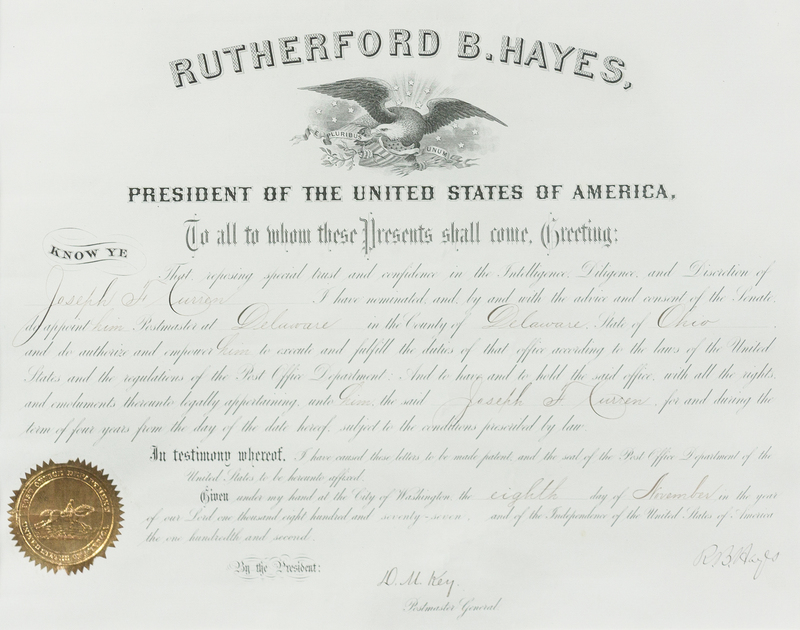 RUTHERFORD B. HAYES,
E PLURIBUS UNUM
PRESIDENT OF THE UNITED STATES OF AMERICA,
To all to whom these Presents shall come, Greeting:
KNOW YE
That, reposing special trust and confidence in the Intelligence, Diligence, and Discretion of
Joseph F Curren I have nominated, and, by and with the advice and consent of the Senate,
do appoint him Postmaster at Delaware in the County of Delaware, State of Ohio
and do authorize and empower him to execute and fulfill the duties of that office according to the laws of the United
States and the regulations of the Post Office Department: And to have and to hold the said office, with all the rights,
and emoluments thereunto legally appertaining, unto him, the said Joseph F Curren, for and during the
term of four years from the day of the date hereof, subject to the conditions prescribed by law.
In testimony whereof, I have caused these letters to be made patent, and the seal of the Post Office Department of the
United States to be hereunto affixed.
Given under my hand at the City of Washington, the eighth day of November, in the year
of our Lord one thousand eight hundred and seventy-seven, and of the Independence of the United States of America
the one hundredth and second.
By the President:
R. B. Hayes
D. M. Key.
Postmaster General